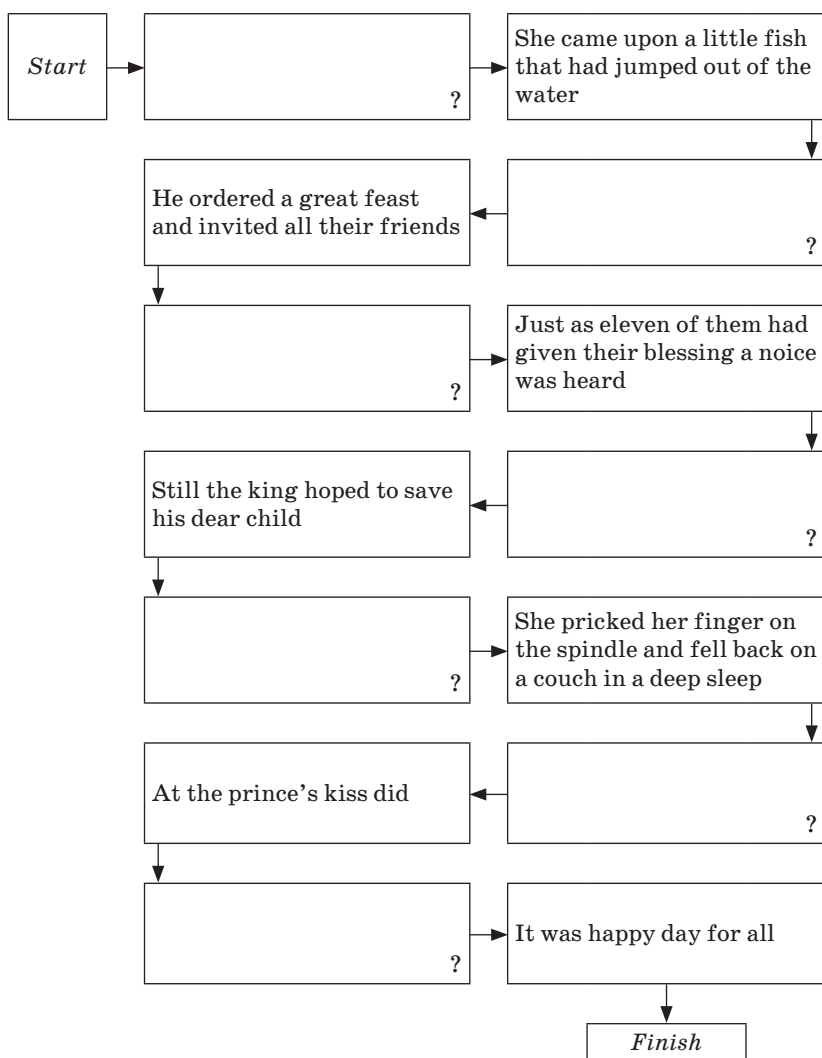 Start
?
She came upon a little fish
that had jumped out of the
water
?
He ordered a great feast
and invited all their friends
?
Just as eleven of them had
given their blessing a noice
was heard
?
Still the king hoped to save
his dear child
?
She pricked her finger on
the spindle and fell back on
a couch in a deep sleep
?
At the prince's kiss did
?
It was happy day for all
Finish